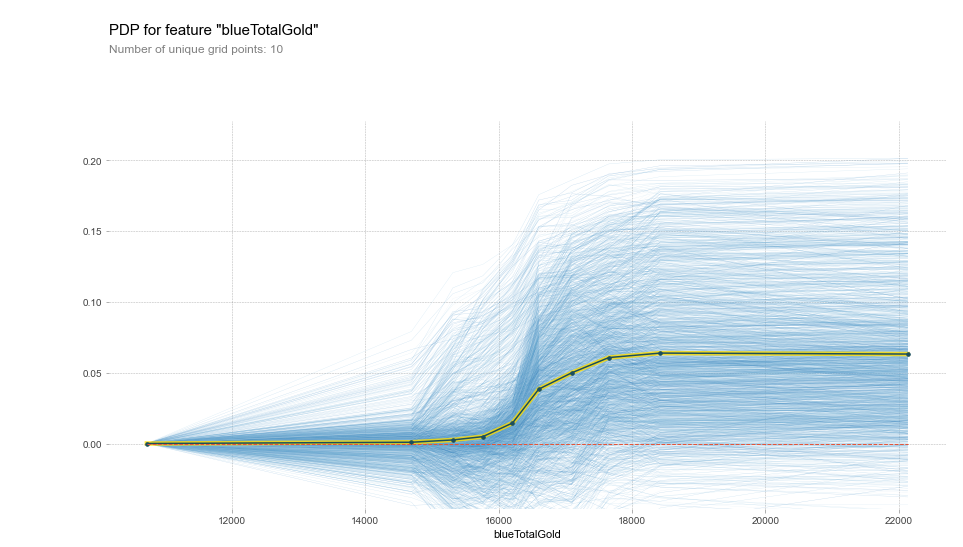 PDP for feature "blueTotalGold"
Number of unique grid points: 10
0.20
0.15
0.10
0.05
0.00
12000 14000 16000 18000 20000 22000
blueTotalGold